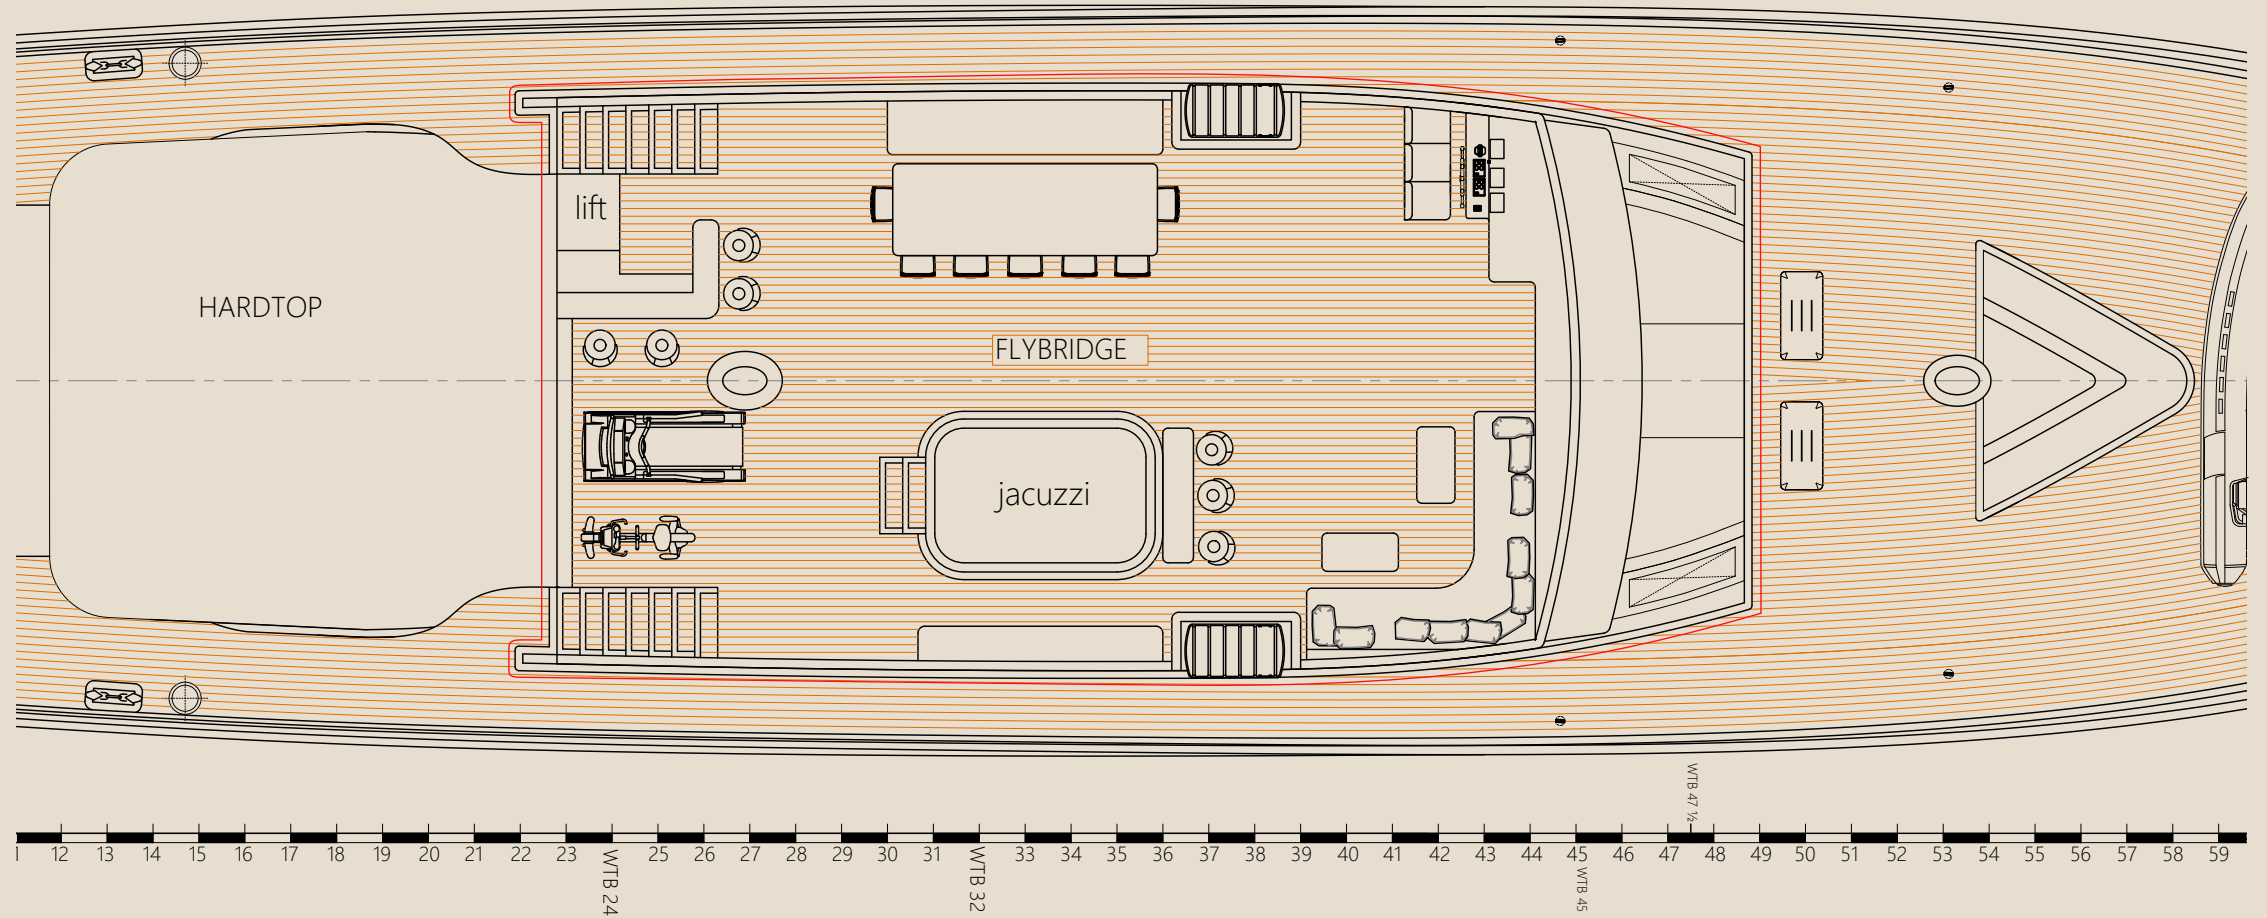 lift
HARDTOP
FLYBRIDGE
jacuzzi
WTB 47 ½
12 13 14 15 16 17 18 19 20 21 22 23 WTB 24 25 26 27 28 29 30 31 WTB 32 33 34 35 36 37 38 39 40 41 42 43 44 45 46 47 48 49 50 51 52 53 54 55 56 57 58 59
WTB 45